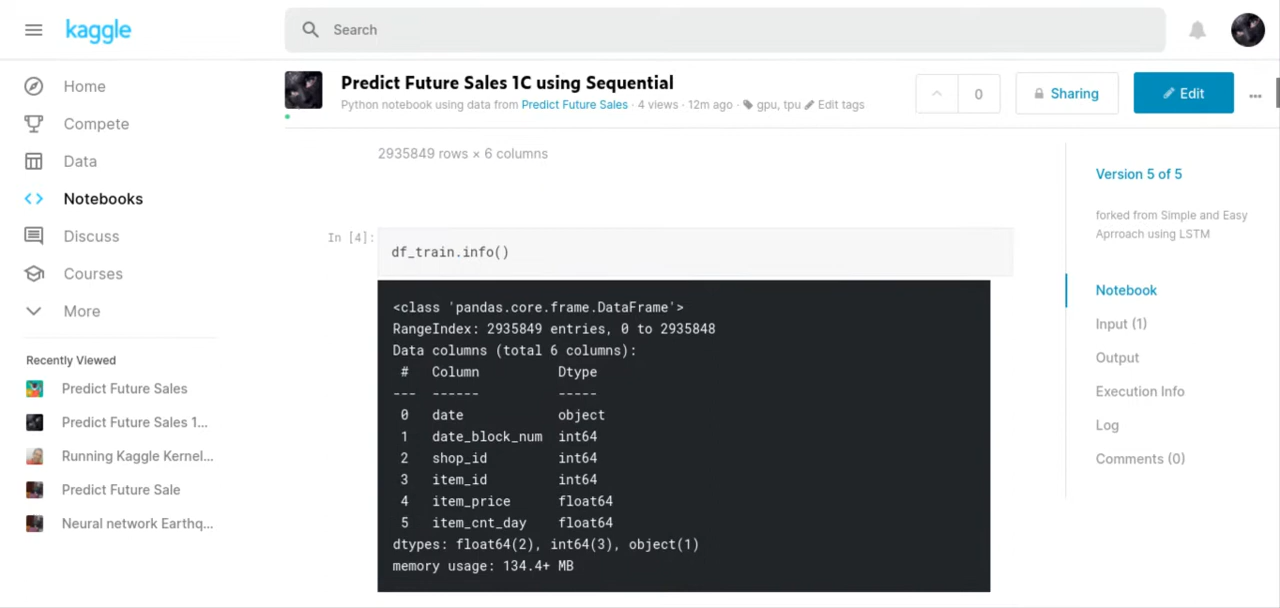 kaggle
Search
Home
Compete
Data
Notebooks
Discuss
Courses
More
Recently Viewed
Predict Future Sales
Predict Future Sales 1...
Running Kaggle Kernel...
Predict Future Sale
Neural network Earthq...
Predict Future Sales 1C using Sequential
Python notebook using data from Predict Future Sales · 4 views · 12m ago · gpu, tpu Edit tags
0
Sharing
Edit
...
2935849 rows × 6 columns
In [4]:
df_train.info()
<class 'pandas.core.frame.DataFrame'>
RangeIndex: 2935849 entries, 0 to 2935848
Data columns (total 6 columns):
 #   Column          Dtype
---  ------          -----
 0   date            object
 1   date_block_num  int64
 2   shop_id         int64
 3   item_id         int64
 4   item_price      float64
 5   item_cnt_day    float64
dtypes: float64(2), int64(3), object(1)
memory usage: 134.4+ MB
Version 5 of 5
forked from Simple and Easy
Aprroach using LSTM
Notebook
Input (1)
Output
Execution Info
Log
Comments (0)